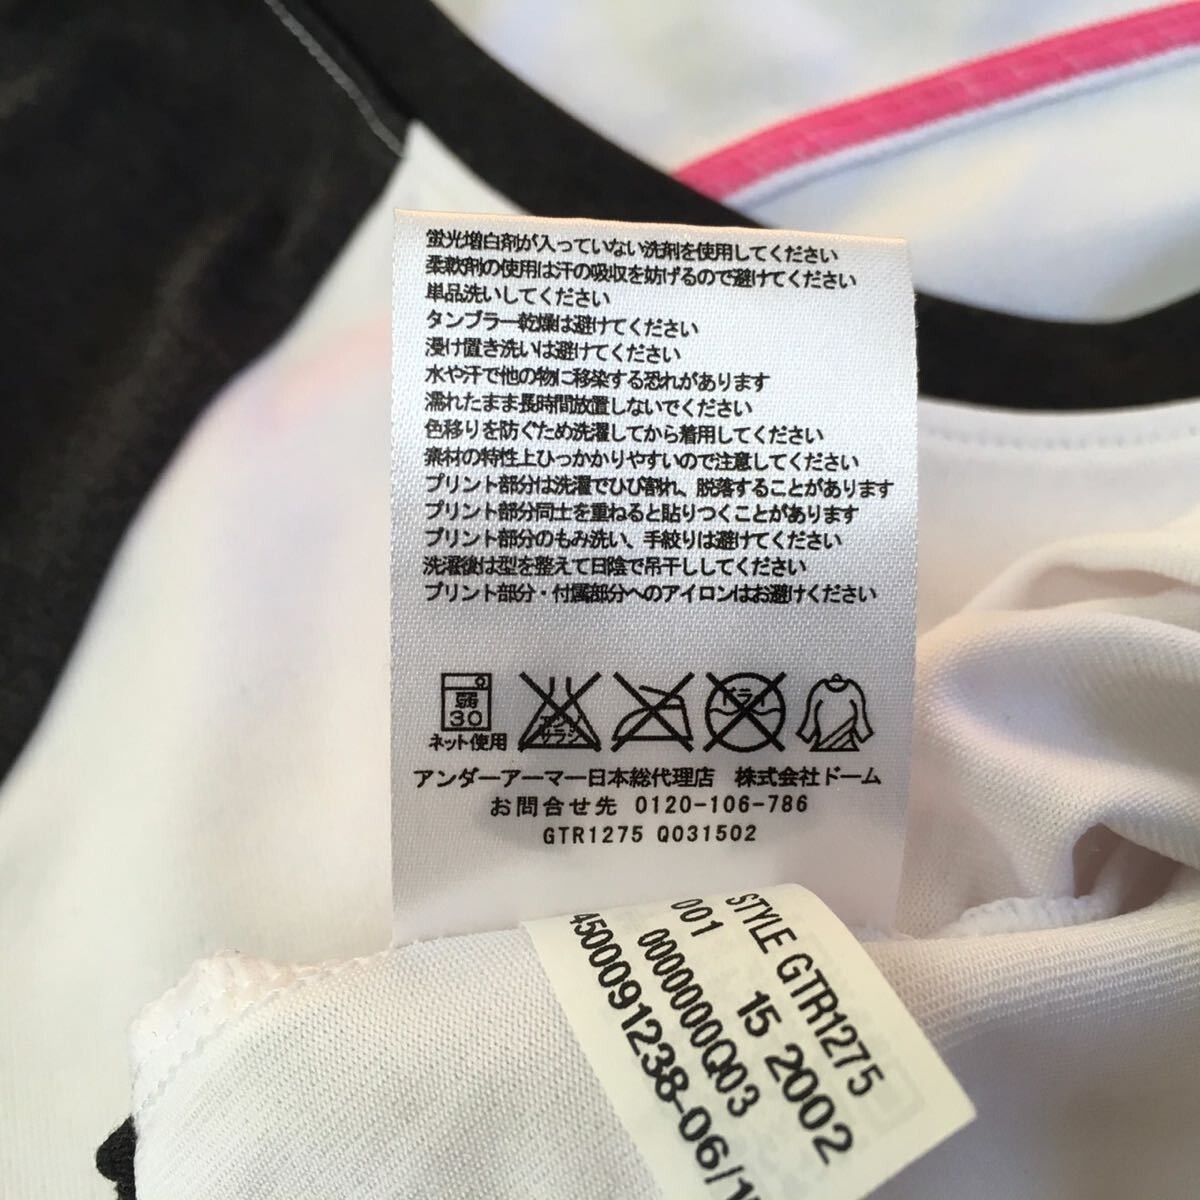 蛍光増白剤が入っていない洗剤を使用してください
柔軟剤の使用は汗の吸収を妨げるので避けてください
単品洗いしてください
タンブラー乾燥は避けてください
浸け置き洗いは避けてください
水や汗で他の物に移染する恐れがあります
濡れたまま長時間放置しないでください
色移りを防ぐため洗濯してから着用してください
素材の特性上ひっかかりやすいので注意してください
プリント部分は洗濯でひび割れ、脱落することがあります
プリント部分同士を重ねると貼りつくことがあります
プリント部分のもみ洗い、手絞りは避けてください
洗濯後は型を整えて日陰で吊干ししてください
プリント部分・付属部分へのアイロンはお避けください
弱
30
ネット使用
エンソ
サラシ
ドライ
アンダーアーマー日本総代理店 株式会社ドーム
お問合せ先 0120-106-786
GTR1275 Q031502
STYLE GTR1275
001 15 2002
0000000Q03
4500091238-06/1